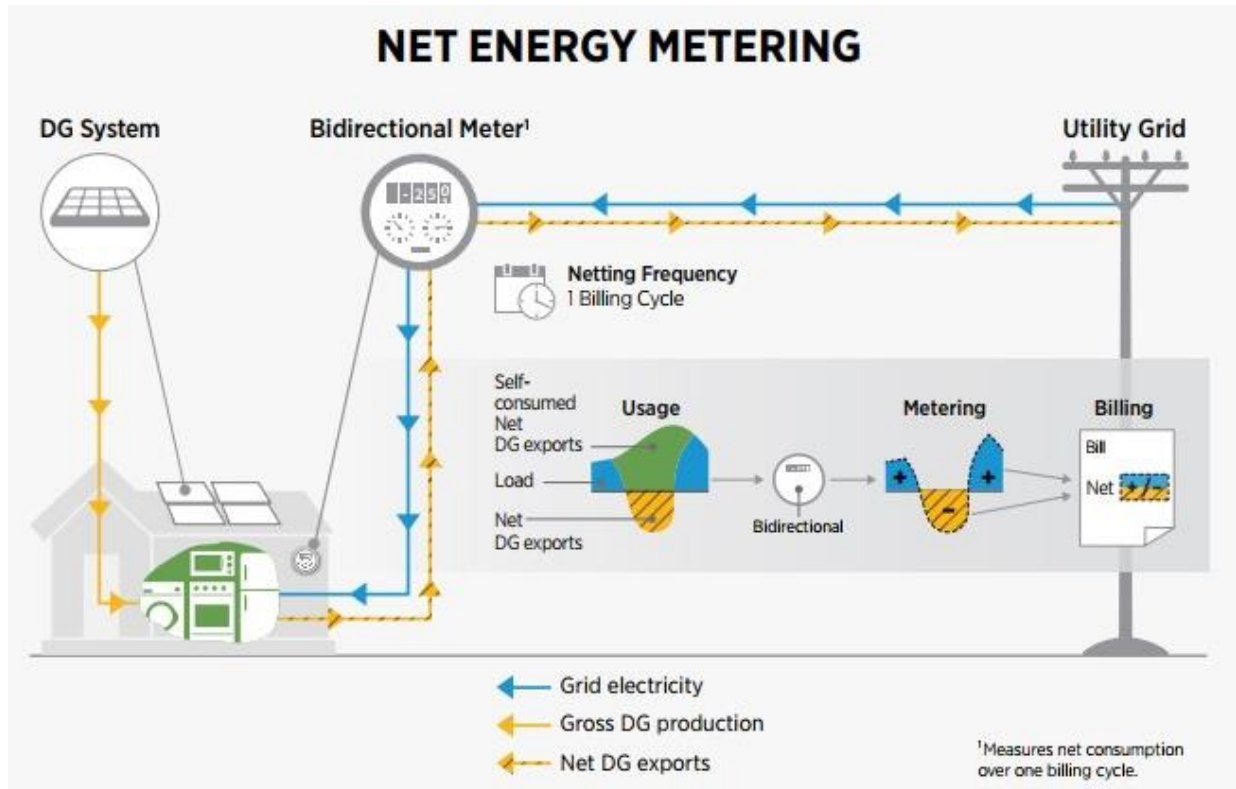 NET ENERGY METERING
DG System
Bidirectional Meter¹
Utility Grid
-250
Netting Frequency
1 Billing Cycle
Self-
consumed
Net
DG exports
Load
Net
DG exports
Usage
Bidirectional
Metering
+
+
-
Billing
Bill
Net +/-
Grid electricity
Gross DG production
Net DG exports
¹Measures net consumption
over one billing cycle.